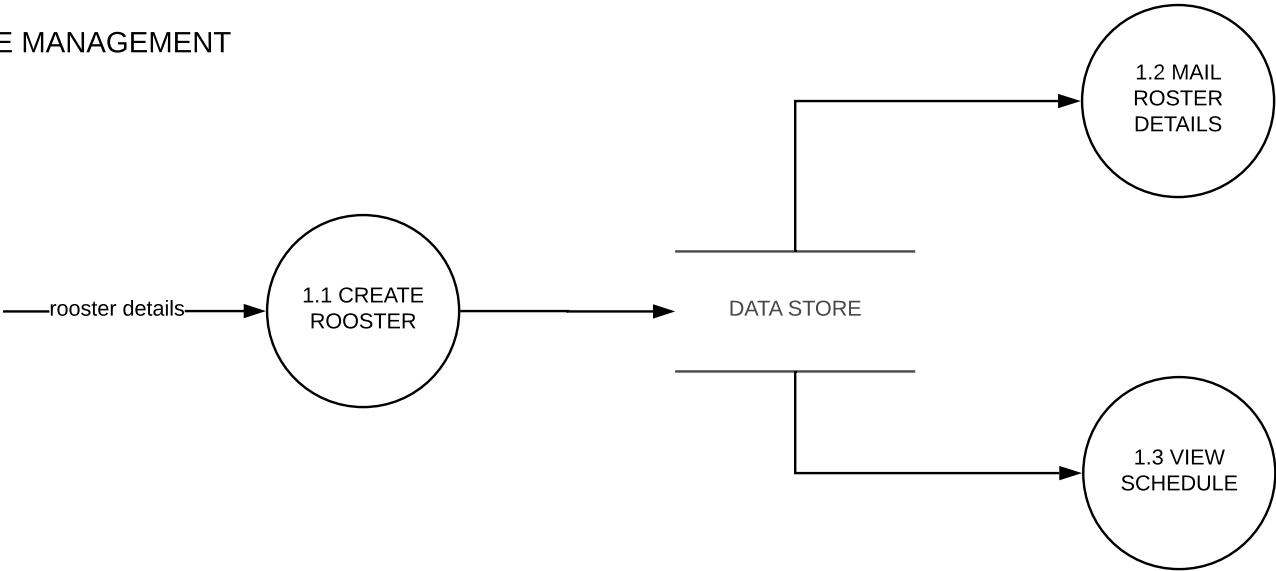 E MANAGEMENT
1.2 MAIL
ROSTER
DETAILS
rooster details
1.1 CREATE
ROOSTER
DATA STORE
1.3 VIEW
SCHEDULE